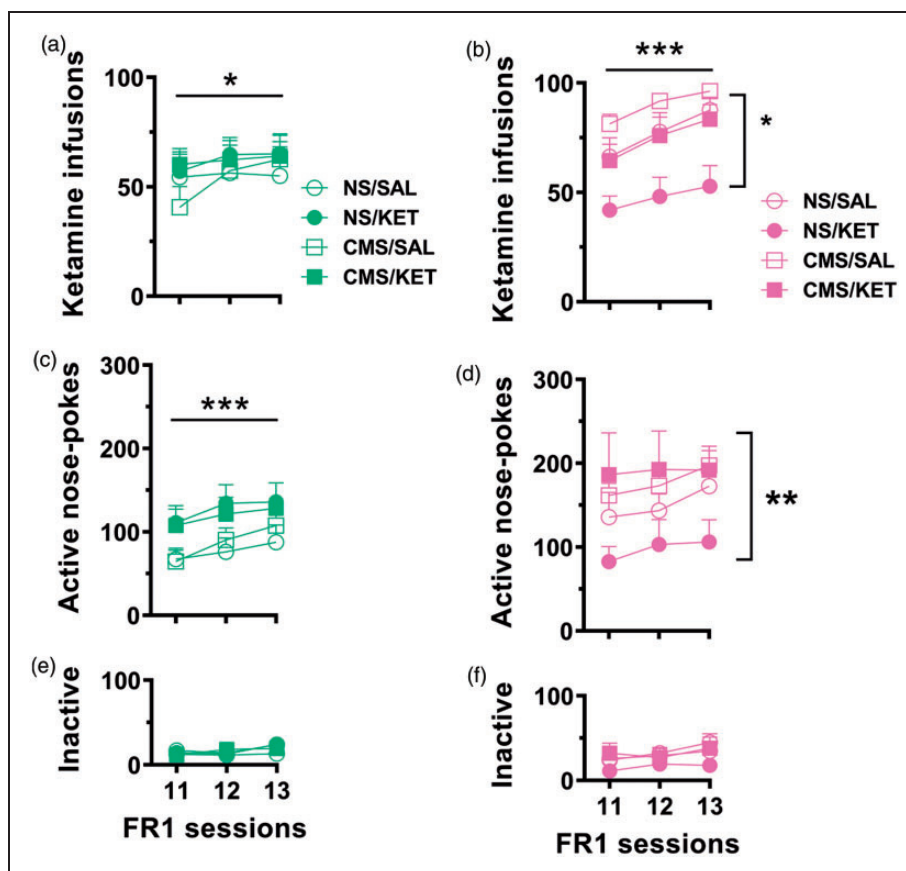 (a)
Ketamine infusions
100
50
0
*
NS/SAL
NS/KET
CMS/SAL
CMS/KET
(b)
Ketamine infusions
100
50
0
***
*
NS/SAL
NS/KET
CMS/SAL
CMS/KET
(c)
Active nose-pokes
300
200
100
0
***
(d)
Active nose-pokes
300
200
100
0
**
(e)
Inactive
100
0
11 12 13
FR1 sessions
(f)
Inactive
100
0
11 12 13
FR1 sessions